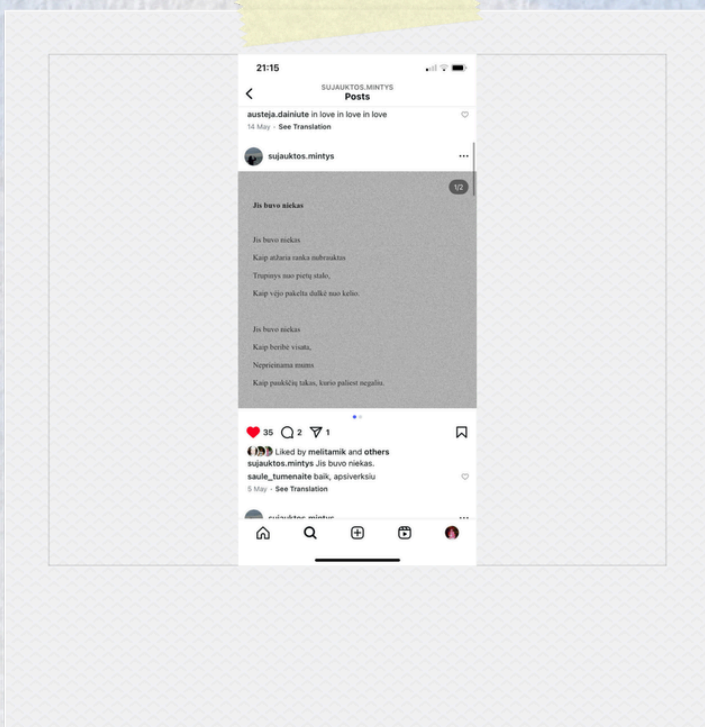 21:15
SUJAUKTOS.MINTYS
Posts
austeja.dainiute in love in love in love
14 May · See Translation
sujauktos.mintys
1/2
Jis buvo niekas
Jis buvo niekas
Kaip atžaria ranka nubrauktas
Trupinys nuo pietų stalo,
Kaip vėjo pakelta dulkė nuo kelio.
Jis buvo niekas
Kaip beribė visata,
Neprieinama mums
Kaip paukščių takas, kurio paliest negaliu.
35 2 1
Liked by melitamik and others
sujauktos.mintys Jis buvo niekas.
saule_tumenaite baik, apsiverksiu
5 May · See Translation
sujauktos.mintys